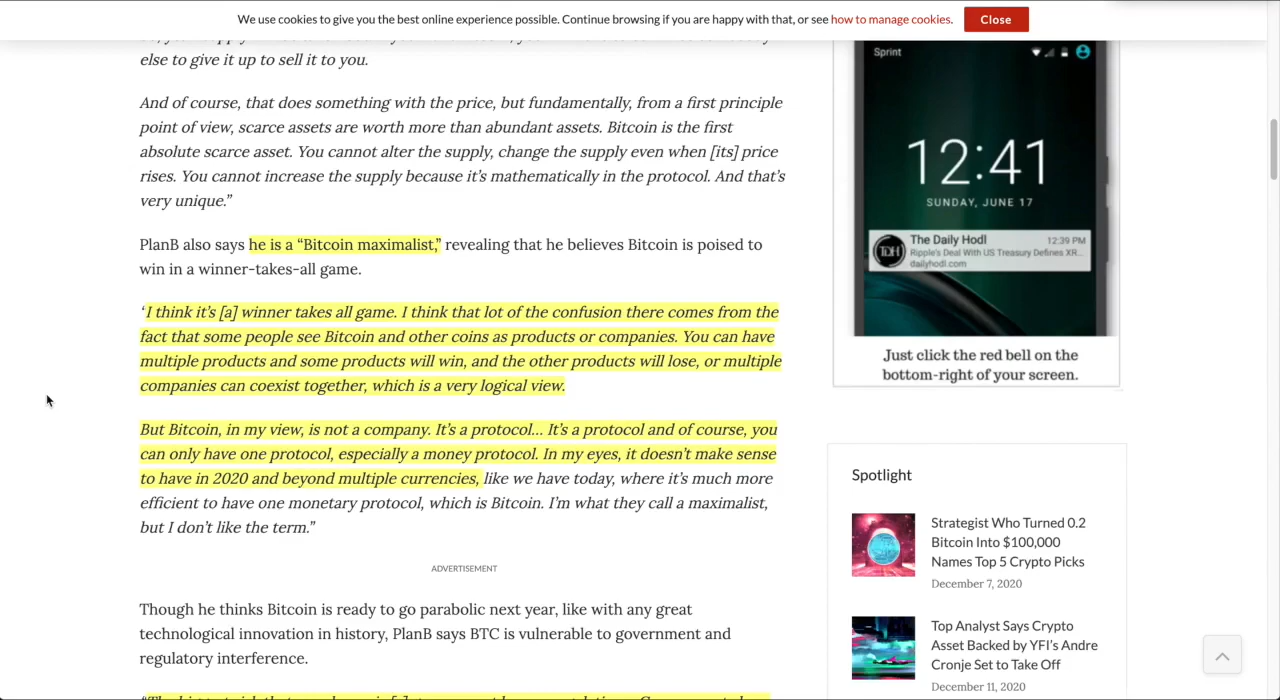 We use cookies to give you the best online experience possible. Continue browsing if you are happy with that, or see how to manage cookies. Close
else to give it up to sell it to you.
And of course, that does something with the price, but fundamentally, from a first principle
point of view, scarce assets are worth more than abundant assets. Bitcoin is the first
absolute scarce asset. You cannot alter the supply, change the supply even when [its] price
rises. You cannot increase the supply because it's mathematically in the protocol. And that's
very unique.”
PlanB also says he is a “Bitcoin maximalist,” revealing that he believes Bitcoin is poised to
win in a winner-takes-all game.
‘I think it's [a] winner takes all game. I think that lot of the confusion there comes from the
fact that some people see Bitcoin and other coins as products or companies. You can have
multiple products and some products will win, and the other products will lose, or multiple
companies can coexist together, which is a very logical view.
But Bitcoin, in my view, is not a company. It's a protocol… It's a protocol and of course, you
can only have one protocol, especially a money protocol. In my eyes, it doesn't make sense
to have in 2020 and beyond multiple currencies, like we have today, where it's much more
efficient to have one monetary protocol, which is Bitcoin. I'm what they call a maximalist,
but I don't like the term.”
ADVERTISEMENT
Though he thinks Bitcoin is ready to go parabolic next year, like with any great
technological innovation in history, PlanB says BTC is vulnerable to government and
regulatory interference.
Sprint
12:41
SUNDAY, JUNE 17
TDH
The Daily Hodl 12:39 PM
Ripple's Deal With US Treasury Defines XR...
dailyhodl.com
Just click the red bell on the
bottom-right of your screen.
Spotlight
Strategist Who Turned 0.2
Bitcoin Into $100,000
Names Top 5 Crypto Picks
December 7, 2020
Top Analyst Says Crypto
Asset Backed by YFI's Andre
Cronje Set to Take Off
December 11, 2020